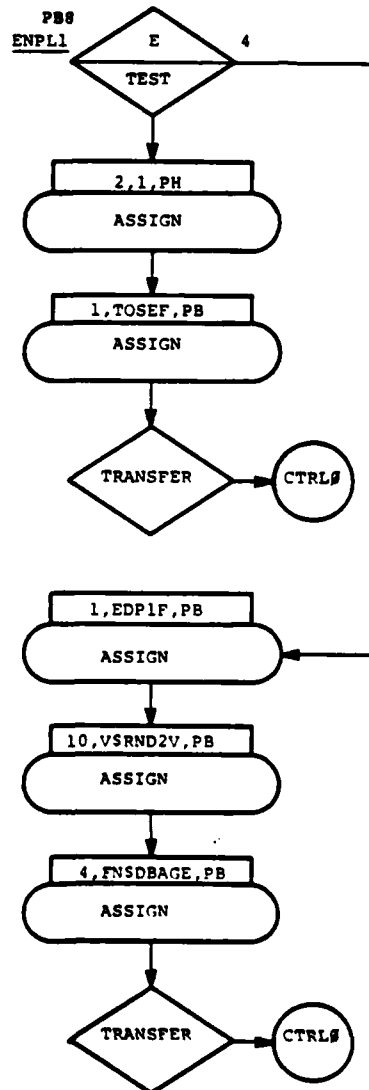 PB8
ENPL1 E 4
TEST
2,1,PH
ASSIGN
1,TOSEF,PB
ASSIGN
TRANSFER CTRLØ
1,EDP1F,PB
ASSIGN
10,VSRND2V,PB
ASSIGN
4,FNSDBAGE,PB
ASSIGN
TRANSFER CTRLØ